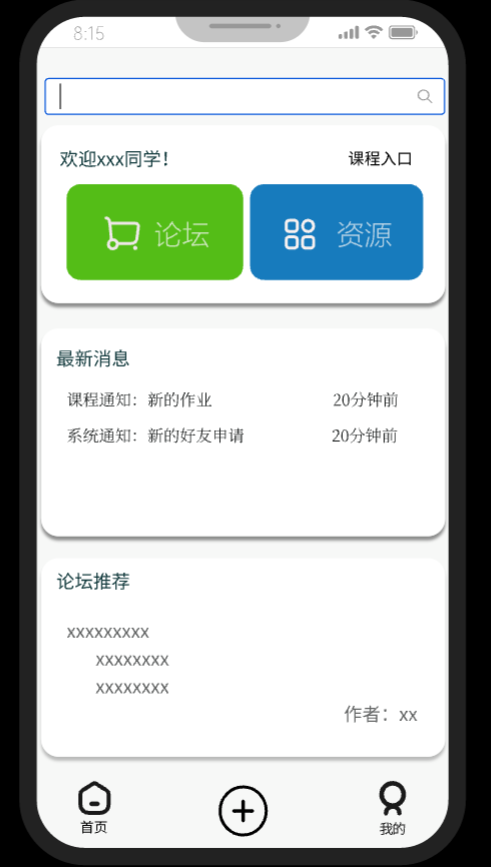 8:15
欢迎xxx同学！
课程入口
论坛
资源
最新消息
课程通知：新的作业
20分钟前
系统通知：新的好友申请
20分钟前
论坛推荐
xxxxxxxxx
xxxxxxxx
xxxxxxxx
作者：xx
首页
我的